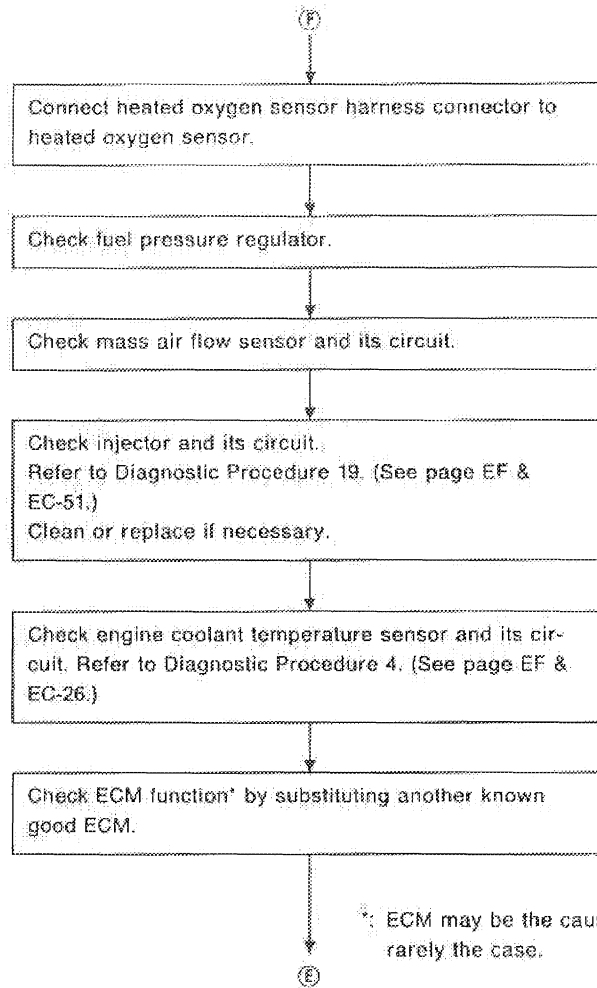 F
Connect heated oxygen sensor harness connector to
heated oxygen sensor.
Check fuel pressure regulator.
Check mass air flow sensor and its circuit.
Check injector and its circuit.
Refer to Diagnostic Procedure 19. (See page EF &
EC-51.)
Clean or replace if necessary.
Check engine coolant temperature sensor and its cir-
cuit. Refer to Diagnostic Procedure 4. (See page EF &
EC-26.)
Check ECM function* by substituting another known
good ECM.
*: ECM may be the cau
rarely the case.
E